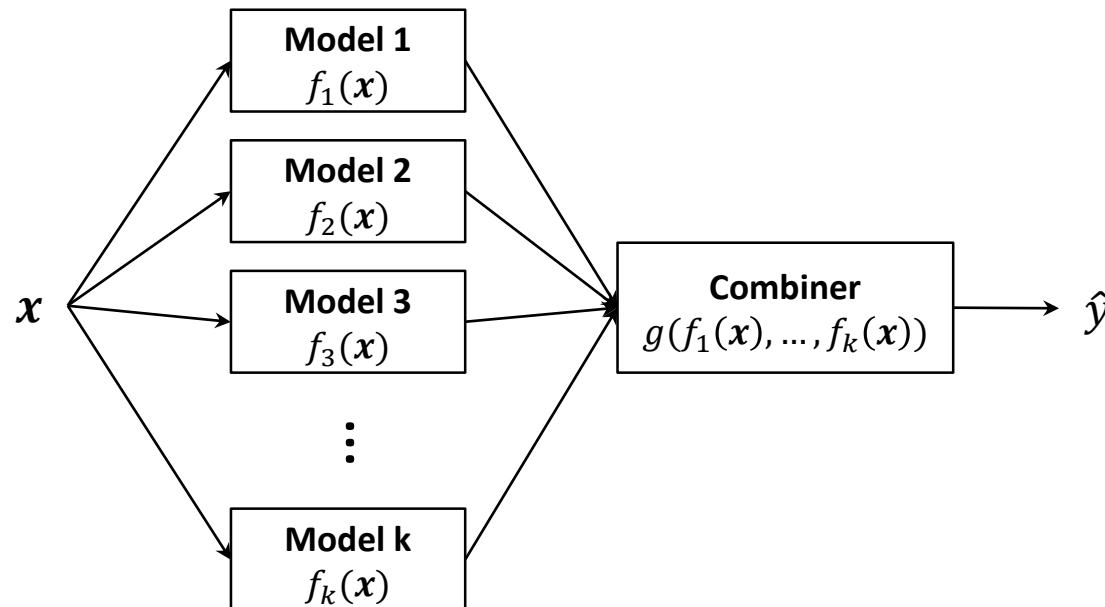 Model 1
f₁(𝒙)
Model 2
f₂(𝒙)
Model 3
f₃(𝒙)
⋮
Model k
fₖ(𝒙)
𝒙
Combiner
g(f₁(𝒙), … , fₖ(𝒙))
ŷ